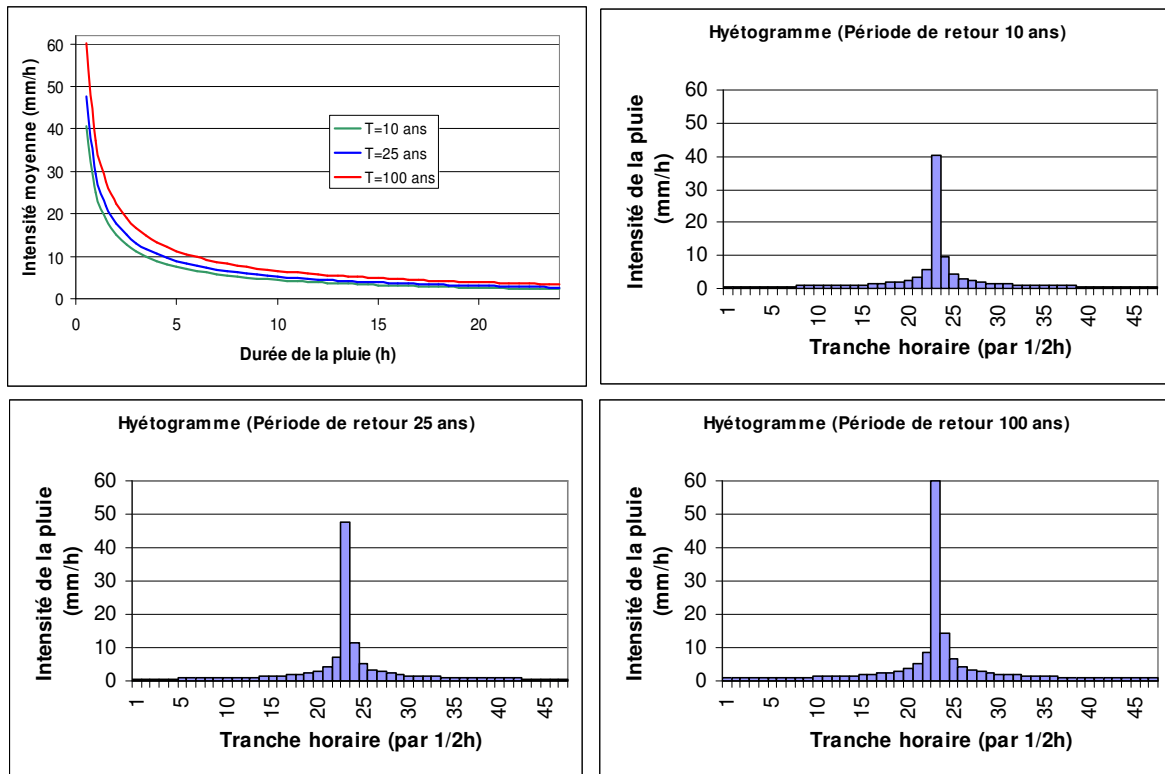 60
50
40
30
20
10
0
0 5 10 15 20
Intensité moyenne (mm/h)
Durée de la pluie (h)
T=10 ans
T=25 ans
T=100 ans
Hyétogramme (Période de retour 10 ans)
60
50
40
30
20
10
0
Intensité de la pluie
(mm/h)
1 5 10 15 20 25 30 35 40 45
Tranche horaire (par 1/2h)
Hyétogramme (Période de retour 25 ans)
60
50
40
30
20
10
0
Intensité de la pluie
(mm/h)
1 5 10 15 20 25 30 35 40 45
Tranche horaire (par 1/2h)
Hyétogramme (Période de retour 100 ans)
60
50
40
30
20
10
0
Intensité de la pluie
(mm/h)
1 5 10 15 20 25 30 35 40 45
Tranche horaire (par 1/2h)